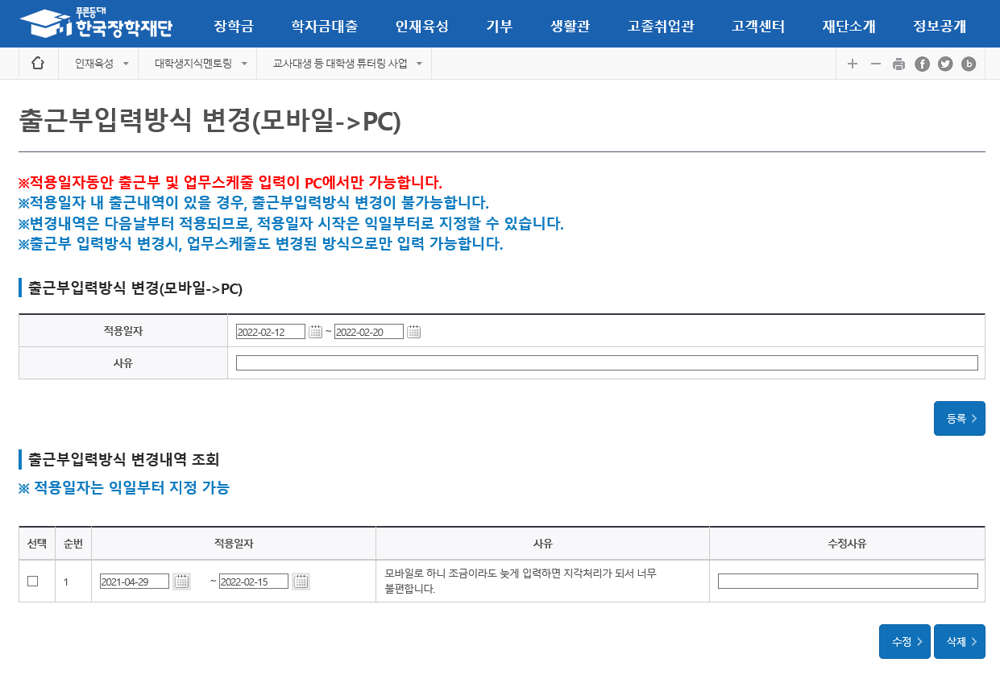 푸른등대
한국장학재단
장학금 학자금대출 인재육성 기부 생활관 고졸취업관 고객센터 재단소개 정보공개
인재육성 대학생지식멘토링 교사대생 등 대학생 튜터링 사업
출근부입력방식 변경(모바일->PC)
※적용일자동안 출근부 및 업무스케줄 입력이 PC에서만 가능합니다.
※적용일자 내 출근내역이 있을 경우, 출근부입력방식 변경이 불가능합니다.
※변경내역은 다음날부터 적용되므로, 적용일자 시작은 익일부터로 지정할 수 있습니다.
※출근부 입력방식 변경시, 업무스케줄도 변경된 방식으로만 입력 가능합니다.
출근부입력방식 변경(모바일->PC)
적용일자 2022-02-12 ~ 2022-02-20
사유
등록
출근부입력방식 변경내역 조회
※ 적용일자는 익일부터 지정 가능
선택 순번 적용일자 사유 수정사유
1 2021-04-29 ~ 2022-02-15 모바일로 하니 조금이라도 늦게 입력하면 지각처리가 되서 너무
불편합니다.
수정 삭제